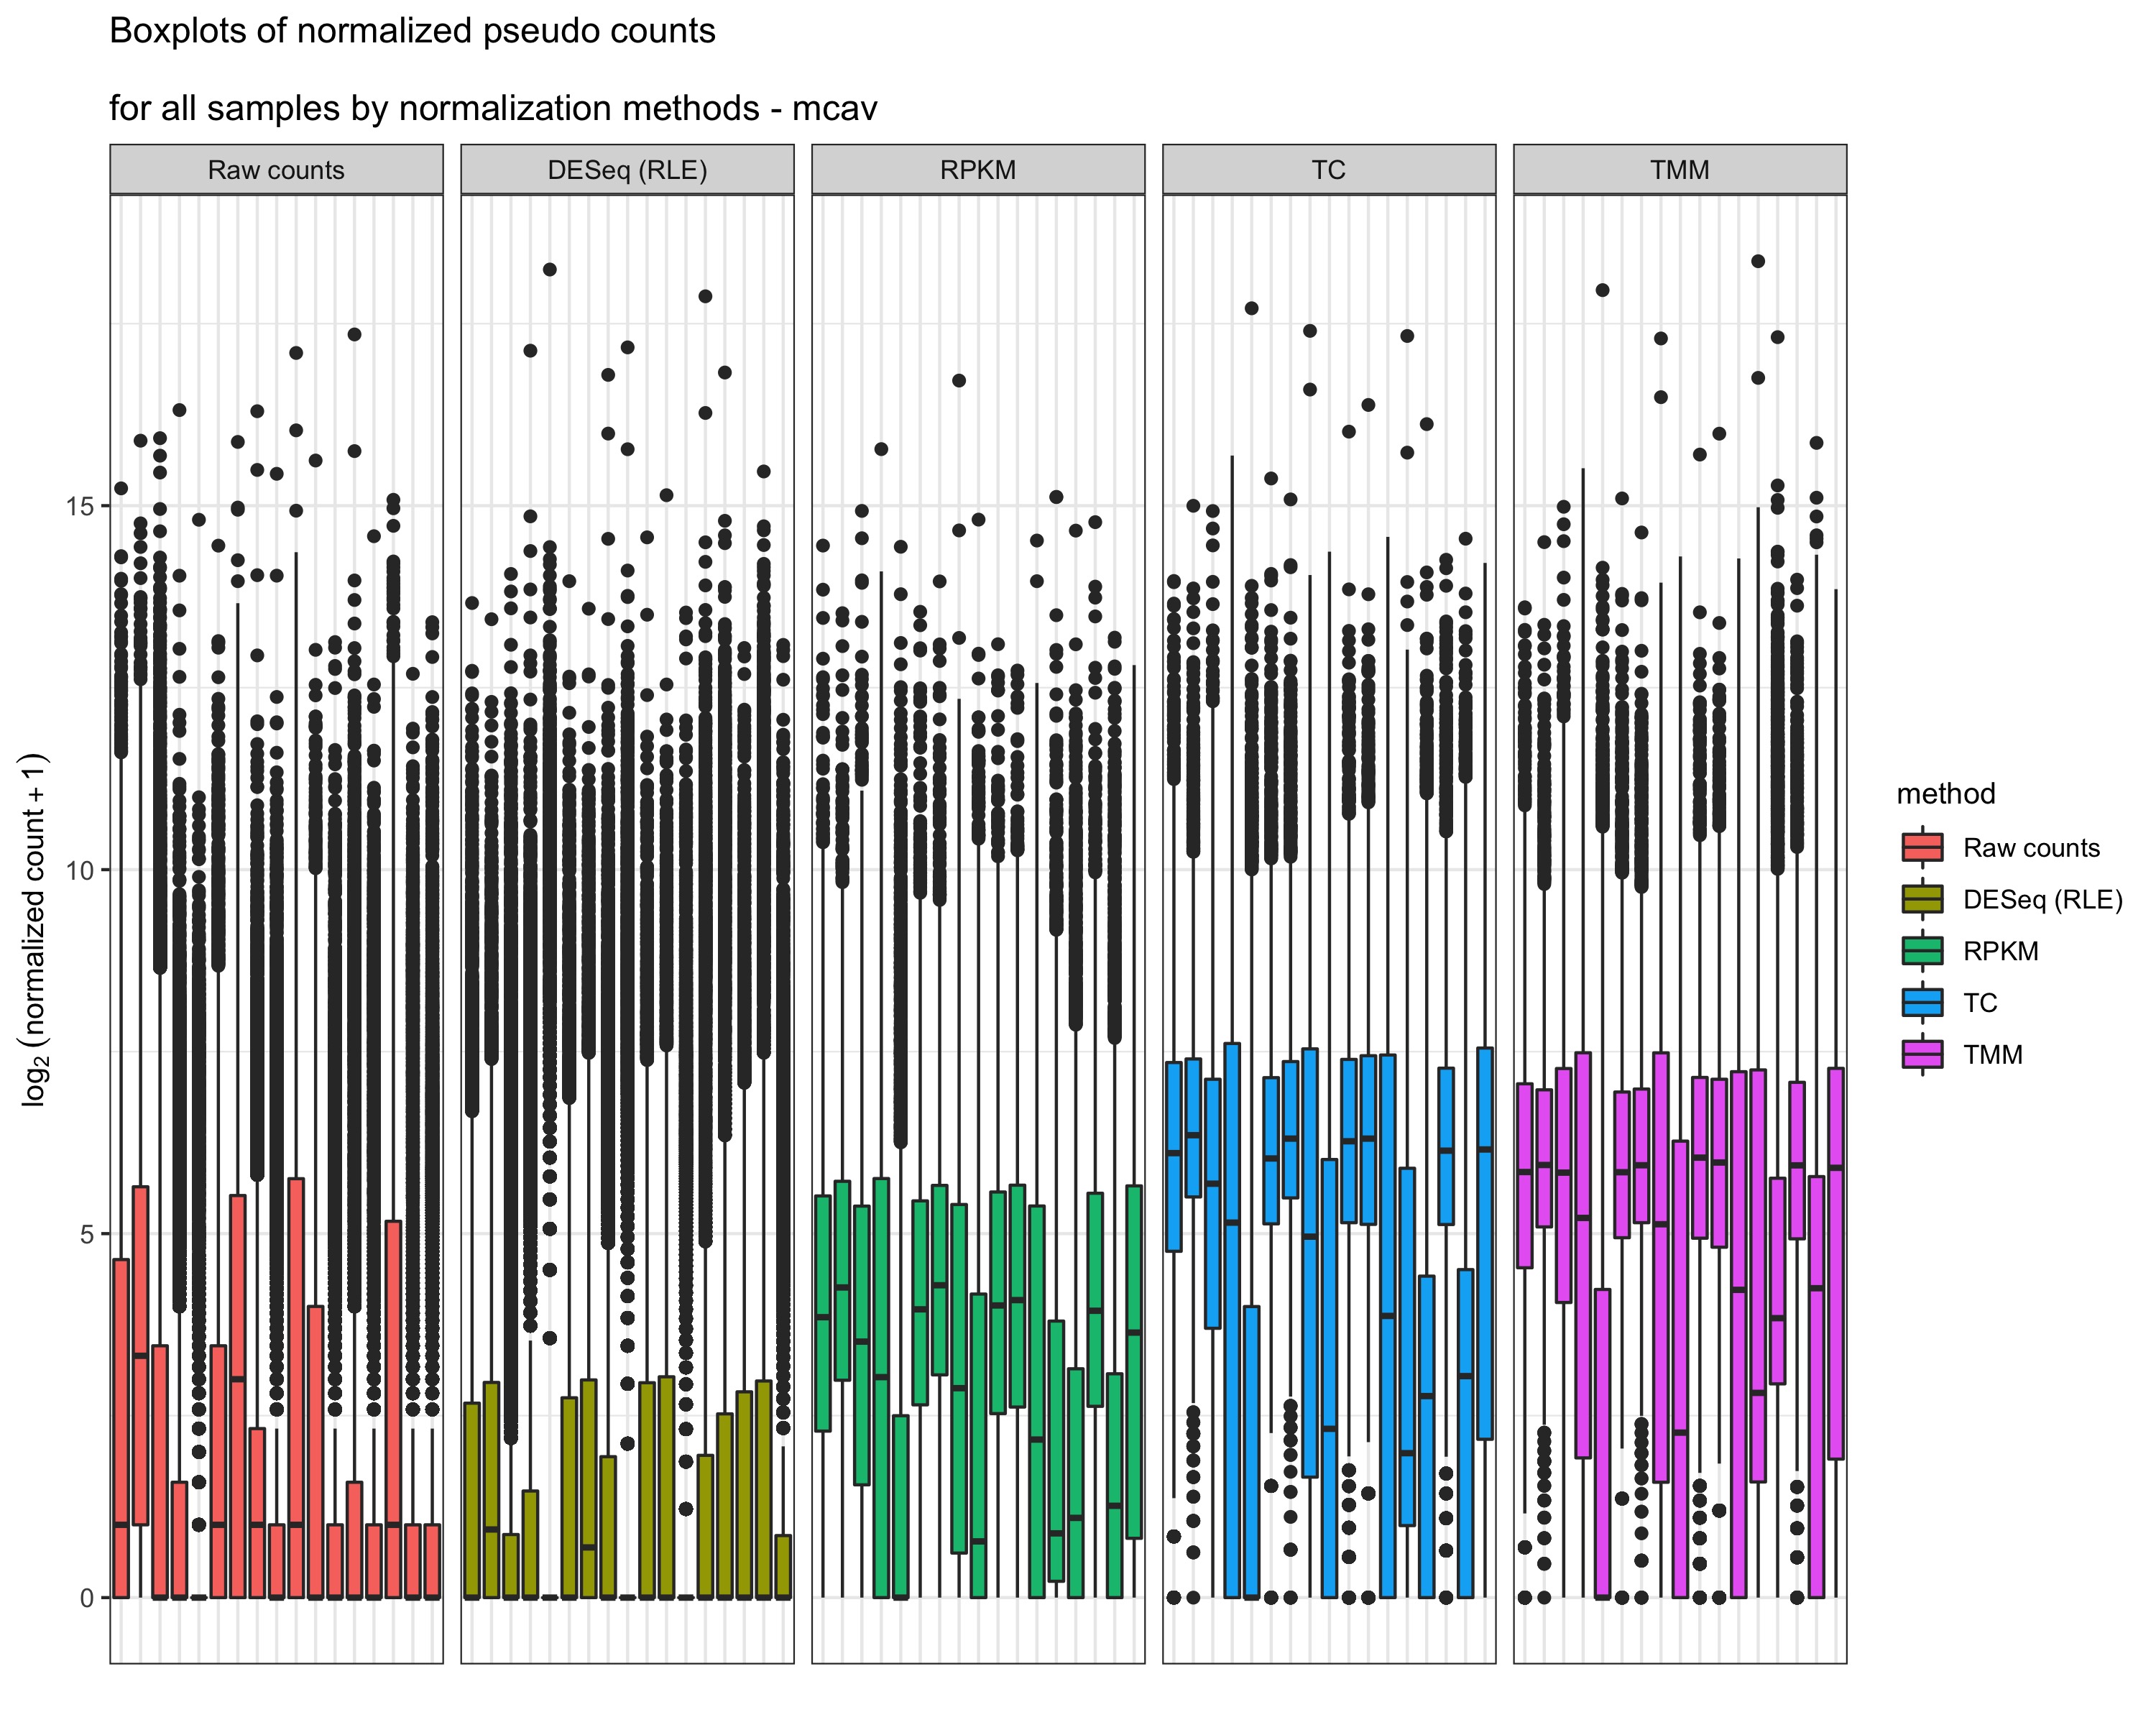 Boxplots of normalized pseudo counts
for all samples by normalization methods - mcav
Raw counts
DESeq (RLE)
RPKM
TC
TMM
15
10
5
0
log₂ (normalized count + 1)
method
Raw counts
DESeq (RLE)
RPKM
TC
TMM